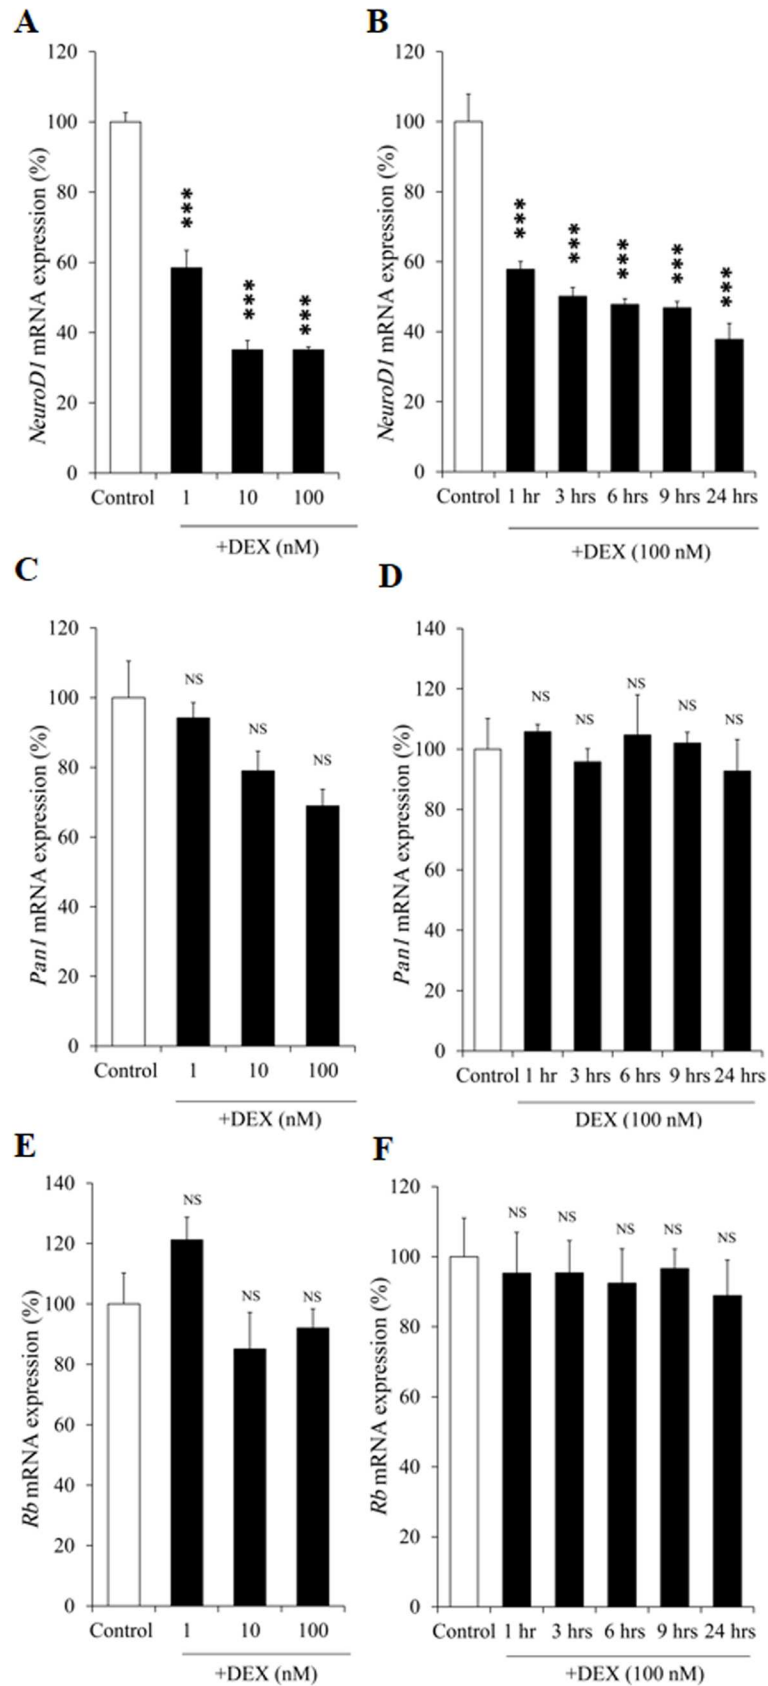 A
NeuroD1 mRNA expression (%)
120
100
80
60
40
20
0
***
***
***
Control 1 10 100
+DEX (nM)
B
NeuroD1 mRNA expression (%)
120
100
80
60
40
20
0
***
***
***
***
***
Control 1 hr 3 hrs 6 hrs 9 hrs 24 hrs
+DEX (100 nM)
C
Pan1 mRNA expression (%)
120
100
80
60
40
20
0
NS
NS
NS
Control 1 10 100
+DEX (nM)
D
Pan1 mRNA expression (%)
140
120
100
80
60
40
20
0
NS
NS
NS
NS
NS
Control 1 hr 3 hrs 6 hrs 9 hrs 24 hrs
DEX (100 nM)
E
Rb mRNA expression (%)
140
120
100
80
60
40
20
0
NS
NS
NS
Control 1 10 100
+DEX (nM)
F
Rb mRNA expression (%)
120
100
80
60
40
20
0
NS
NS
NS
NS
NS
Control 1 hr 3 hrs 6 hrs 9 hrs 24 hrs
+DEX (100 nM)